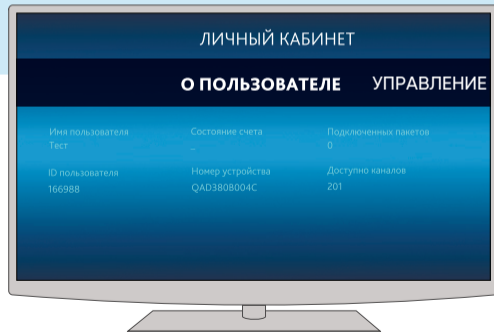 ЛИЧНЫЙ КАБИНЕТ
О ПОЛЬЗОВАТЕЛЕ УПРАВЛЕНИЕ
Имя пользователя Состояние счета Подключенных пакетов
Тест _ 0
ID пользователя Номер устройства Доступно каналов
166988 QAD380B004C 201